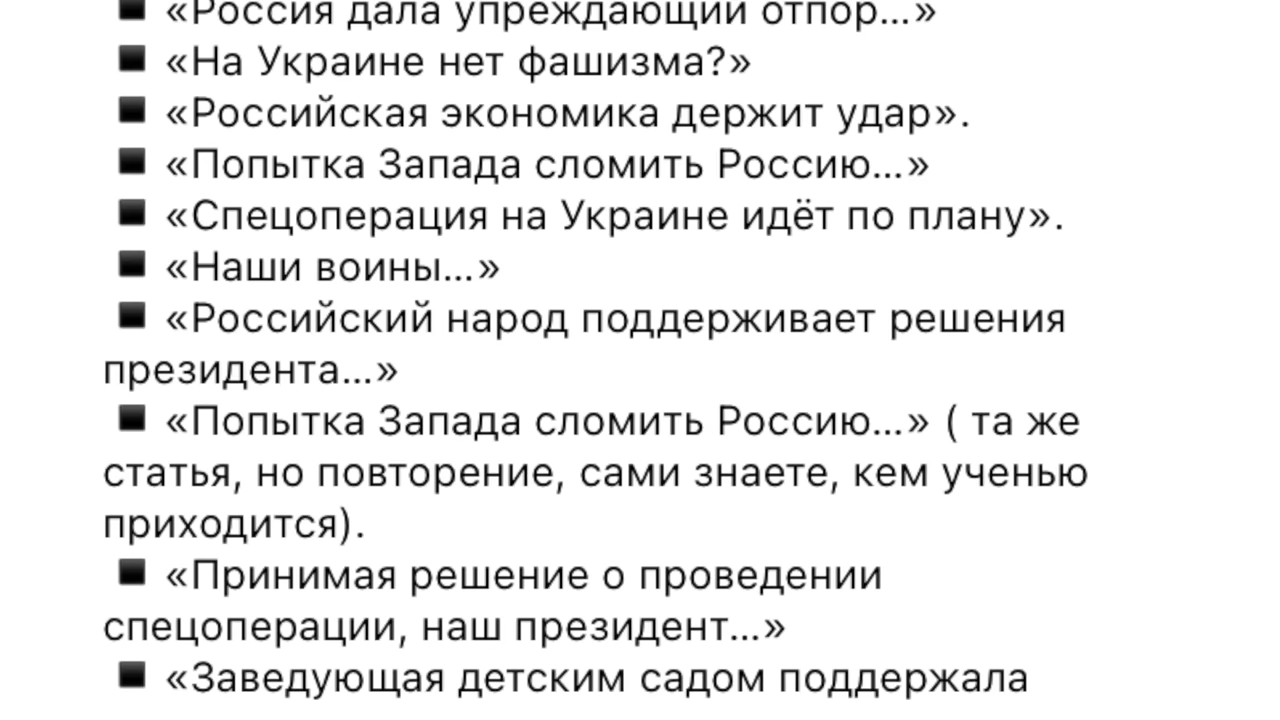 ▪️ «Россия дала упреждающий отпор...»
▪️ «На Украине нет фашизма?»
▪️ «Российская экономика держит удар».
▪️ «Попытка Запада сломить Россию...»
▪️ «Спецоперация на Украине идёт по плану».
▪️ «Наши воины...»
▪️ «Российский народ поддерживает решения
президента...»
▪️ «Попытка Запада сломить Россию...» ( та же
статья, но повторение, сами знаете, кем ученью
приходится).
▪️ «Принимая решение о проведении
спецоперации, наш президент...»
▪️ «Заведующая детским садом поддержала